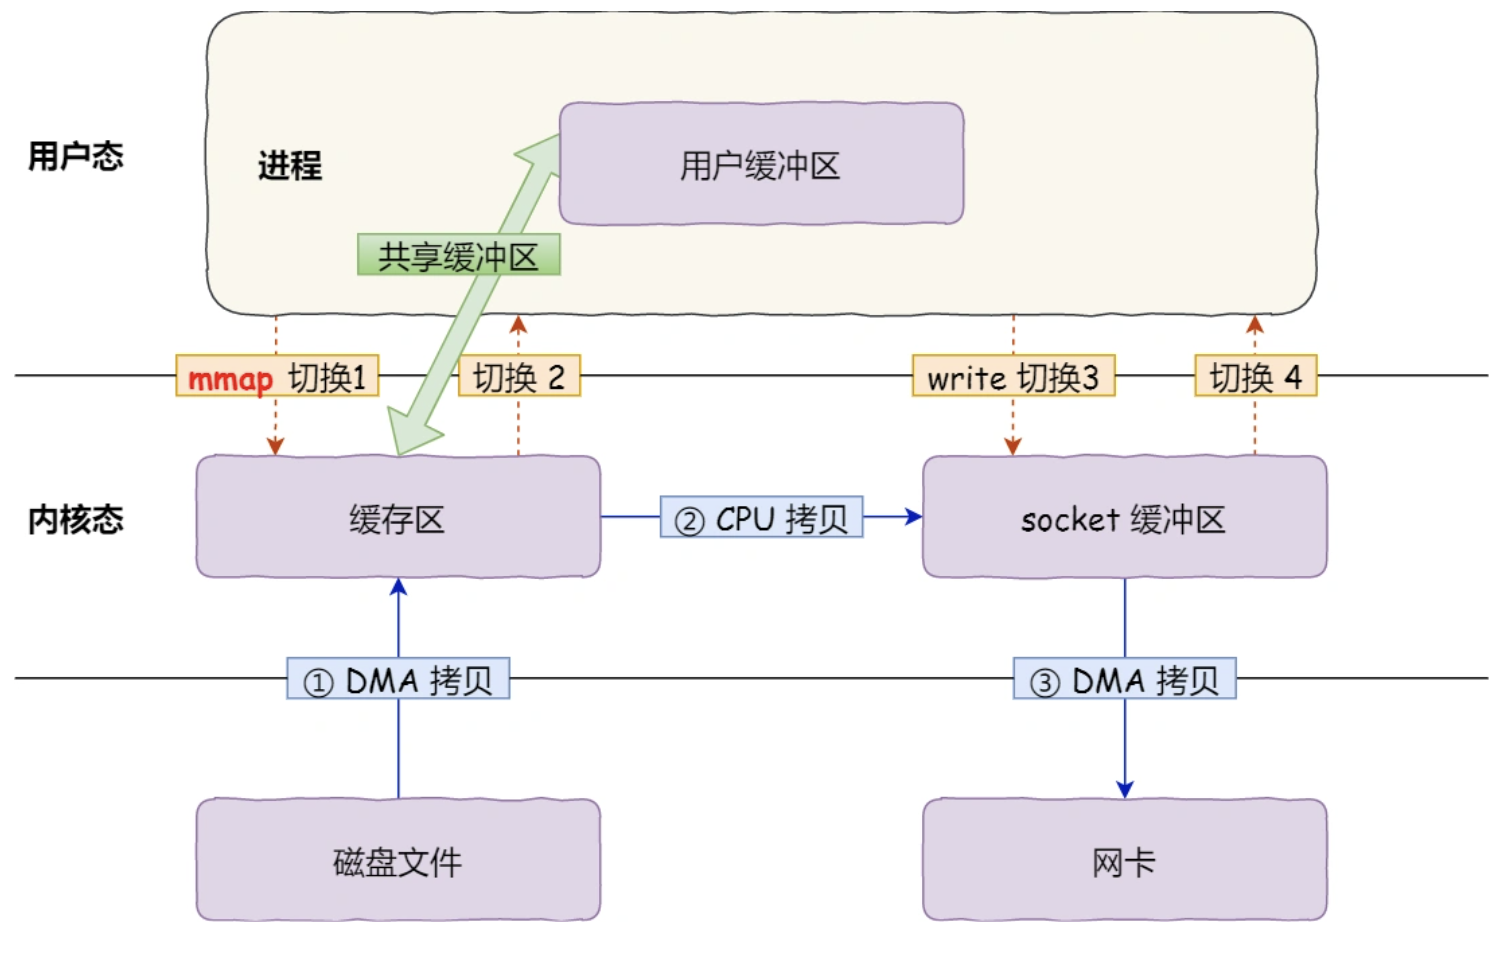 用户态
进程
用户缓冲区
共享缓冲区
mmap 切换1
切换 2
write 切换3
切换 4
内核态
缓存区
② CPU 拷贝
socket 缓冲区
① DMA 拷贝
③ DMA 拷贝
磁盘文件
网卡